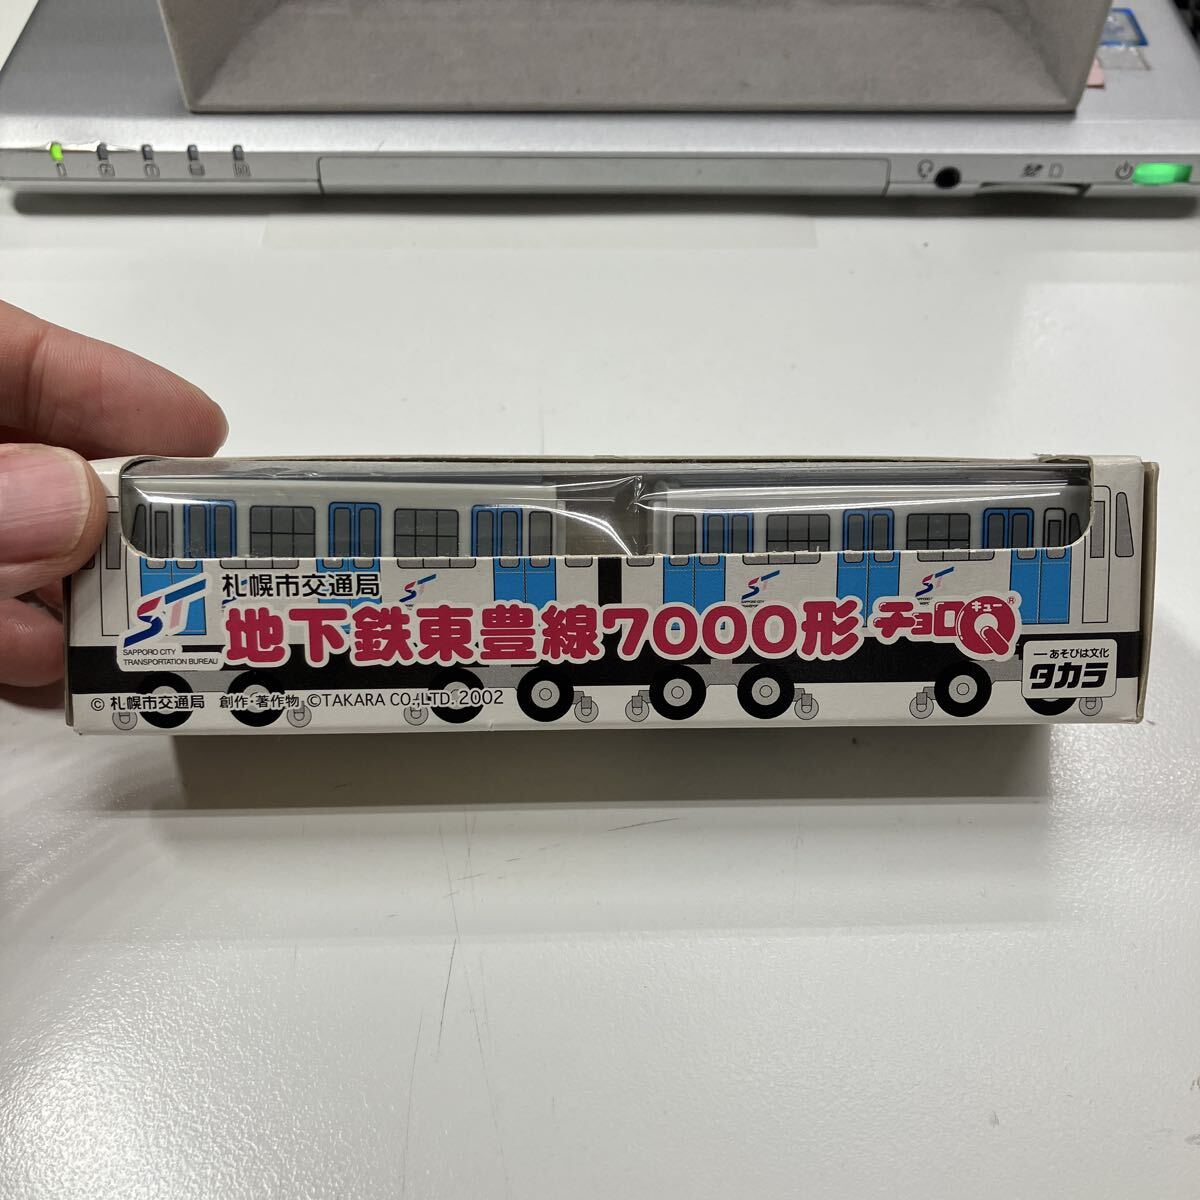 札幌市交通局
ST
SAPPORO CITY
TRANSPORTATION BUREAU
地下鉄東豊線7000形 チョロQ キュー ®
ー あそびは文化
タカラ
© 札幌市交通局 創作・著作物 ©TAKARA CO.,LTD. 2002